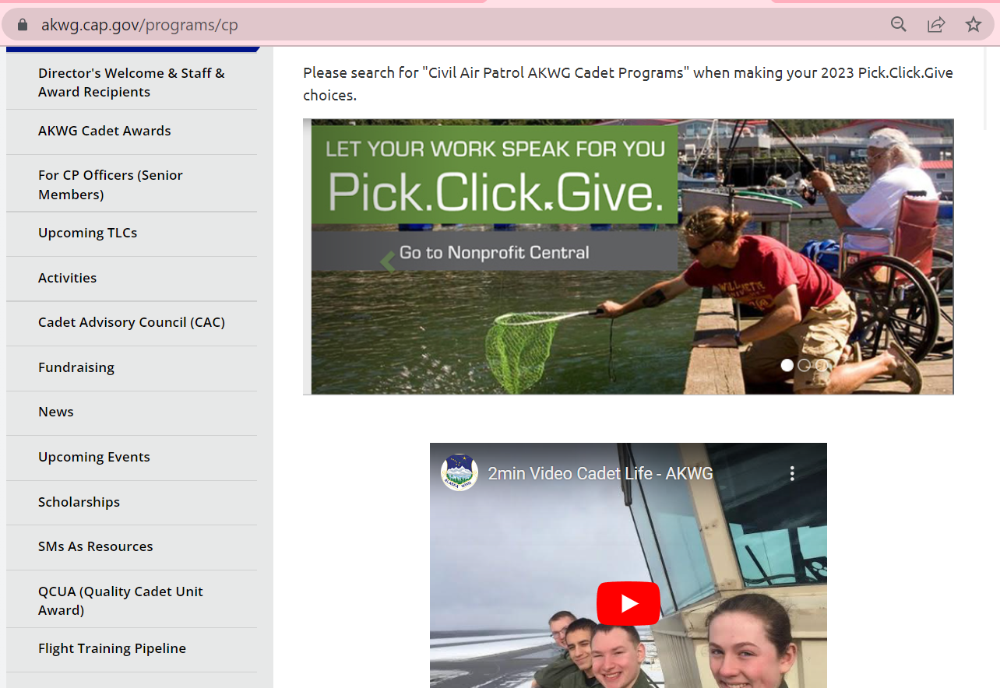 akwg.cap.gov/programs/cp
Director's Welcome & Staff &
Award Recipients
AKWG Cadet Awards
For CP Officers (Senior
Members)
Upcoming TLCs
Activities
Cadet Advisory Council (CAC)
Fundraising
News
Upcoming Events
Scholarships
SMs As Resources
QCUA (Quality Cadet Unit
Award)
Flight Training Pipeline
Please search for "Civil Air Patrol AKWG Cadet Programs" when making your 2023 Pick.Click.Give
choices.
LET YOUR WORK SPEAK FOR YOU
Pick.Click.Give.
Go to Nonprofit Central
2min Video Cadet Life - AKWG
ALASKA WING